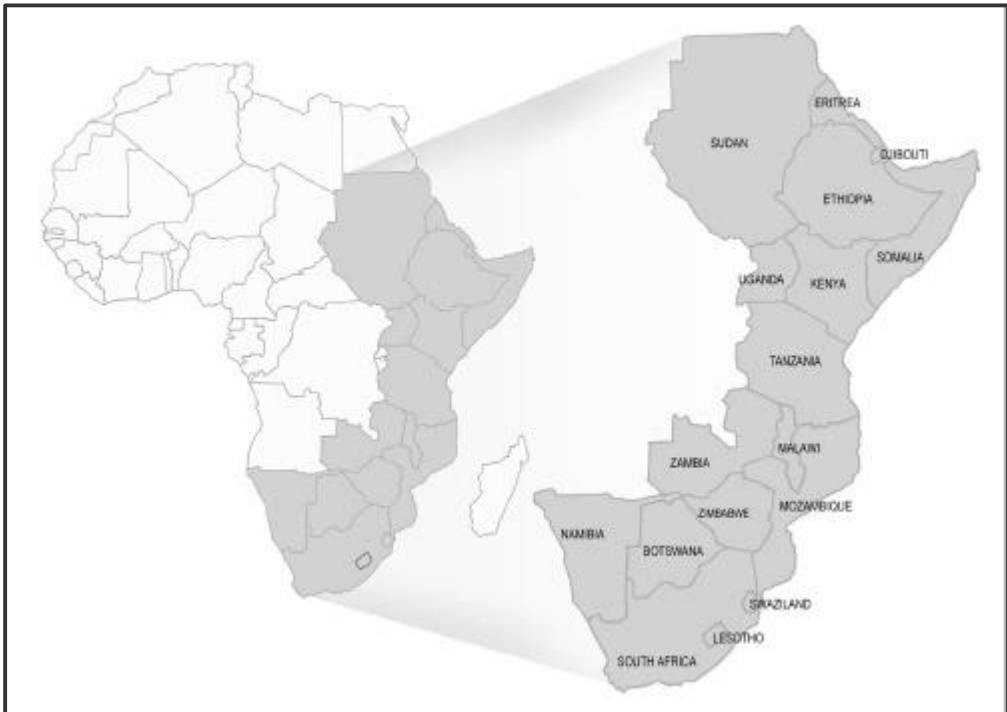 ERITREA
SUDAN
DJIBOUTI
ETHIOPIA
SOMALIA
UGANDA
KENYA
TANZANIA
MALAWI
ZAMBIA
MOZAMBIQUE
ZIMBABWE
NAMIBIA
BOTSWANA
SWAZILAND
LESOTHO
SOUTH AFRICA